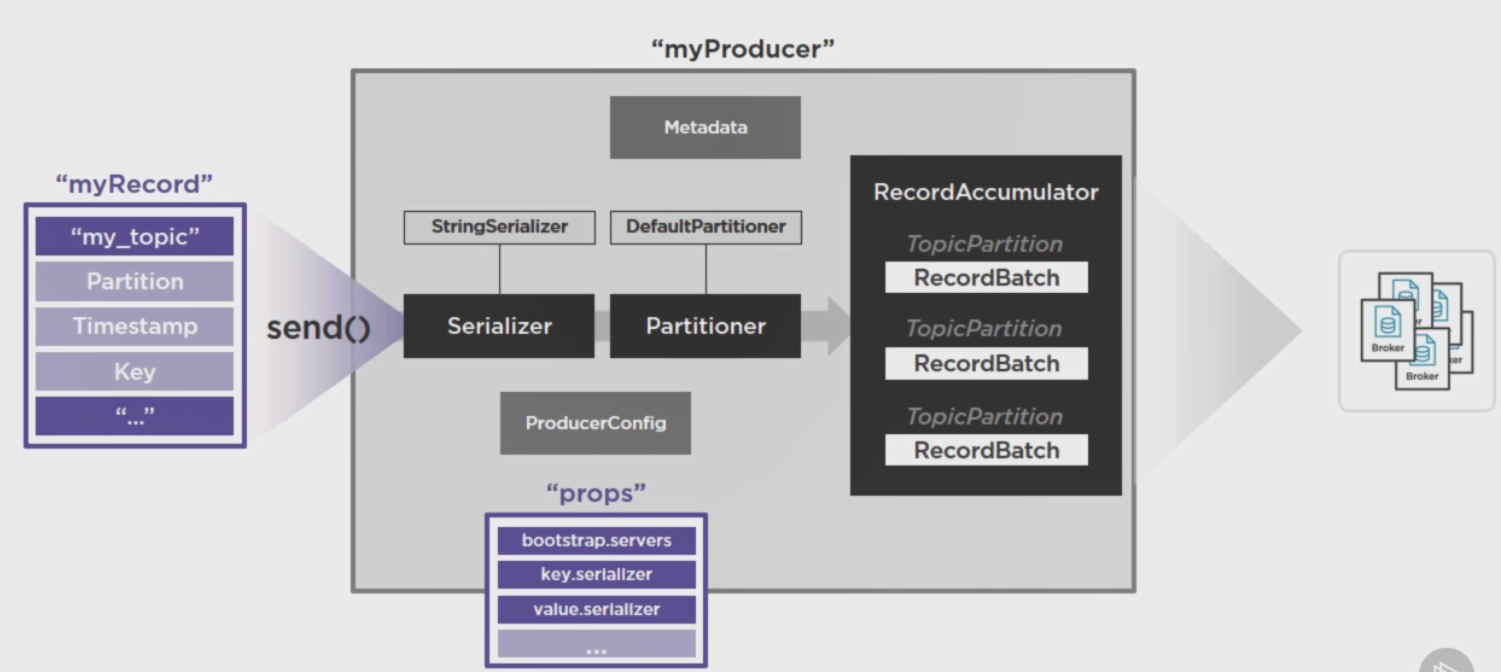 “myProducer”
Metadata
“myRecord”
“my_topic”
Partition
Timestamp
Key
“...”
send()
StringSerializer
DefaultPartitioner
Serializer
Partitioner
ProducerConfig
“props”
bootstrap.servers
key.serializer
value.serializer
...
RecordAccumulator
TopicPartition
RecordBatch
TopicPartition
RecordBatch
TopicPartition
RecordBatch
Broker
Broker